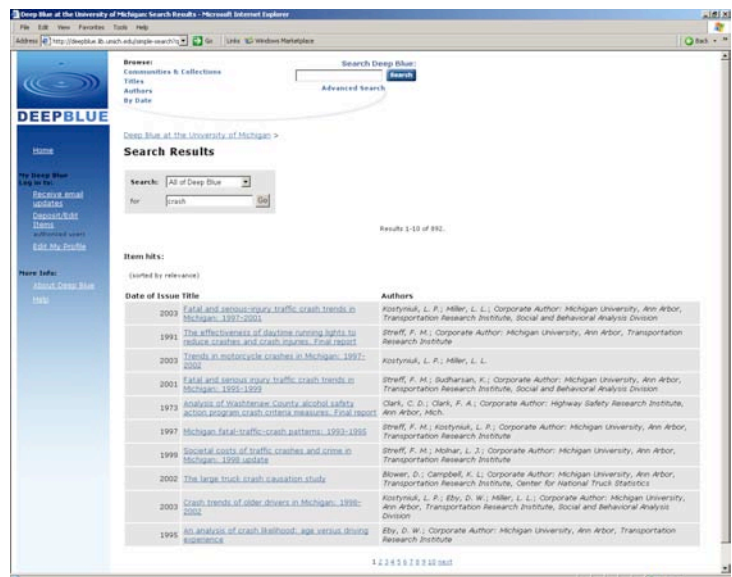 Deep Blue at the University of Michigan: Search Results - Microsoft Internet Explorer
File Edit View Favorites Tools Help
Address http://deepblue.lib.umich.edu/simple-search?q Go Links Windows Marketplace Back
Browse:
Communities & Collections
Titles
Authors
By Date
Search Deep Blue:
Search
Advanced Search
DEEPBLUE
Home
My Deep Blue
Log in to:
Receive email
updates
Deposit/Edit
Items
authorized users
Edit My Profile
More Info:
About Deep Blue
Help
Deep Blue at the University of Michigan >
Search Results
Search: All of Deep Blue
for crash Go
Results 1-10 of 892.
Item hits:
(sorted by relevance)
Date of Issue Title Authors
2003 Fatal and serious-injury traffic crash trends in Kostyniuk, L. P.; Miller, L. L.; Corporate Author: Michigan University, Ann Arbor,
Michigan: 1997-2001 Transportation Research Institute, Social and Behavioral Analysis Division
1991 The effectiveness of daytime running lights to Streff, F. M.; Corporate Author: Michigan University, Ann Arbor, Transportation
reduce crashes and crash injuries. Final report Research Institute
2003 Trends in motorcycle crashes in Michigan: 1997- Kostyniuk, L. P.; Miller, L. L.
2002
2001 Fatal and serious injury traffic crash trends in Streff, F. M.; Sudharsan, K.; Corporate Author: Michigan University, Ann Arbor,
Michigan: 1995-1999 Transportation Research Institute, Social and Behavioral Analysis Division
1973 Analysis of Washtenaw County alcohol safety Clark, C. D.; Clark, F. A.; Corporate Author: Highway Safety Research Institute,
action program crash criteria measures. Final report Ann Arbor, Mich.
1997 Michigan fatal-traffic-crash patterns: 1993-1995 Streff, F. M.; Kostyniuk, L. P.; Corporate Author: Michigan University, Ann Arbor,
Transportation Research Institute
1999 Societal costs of traffic crashes and crime in Streff, F. M.; Molnar, L. J.; Corporate Author: Michigan University, Ann Arbor,
Michigan: 1998 update Transportation Research Institute
2002 The large truck crash causation study Blower, D.; Campbell, K. L.; Corporate Author: Michigan University, Ann Arbor,
Transportation Research Institute, Center for National Truck Statistics
2003 Crash trends of older drivers in Michigan: 1998- Kostyniuk, L. P.; Eby, D. W.; Miller, L. L.; Corporate Author: Michigan University,
2002 Ann Arbor, Transportation Research Institute, Social and Behavioral Analysis
Division
1995 An analysis of crash likelihood: age versus driving Eby, D. W.; Corporate Author: Michigan University, Ann Arbor, Transportation
experience Research Institute
1 2 3 4 5 6 7 8 9 10 next